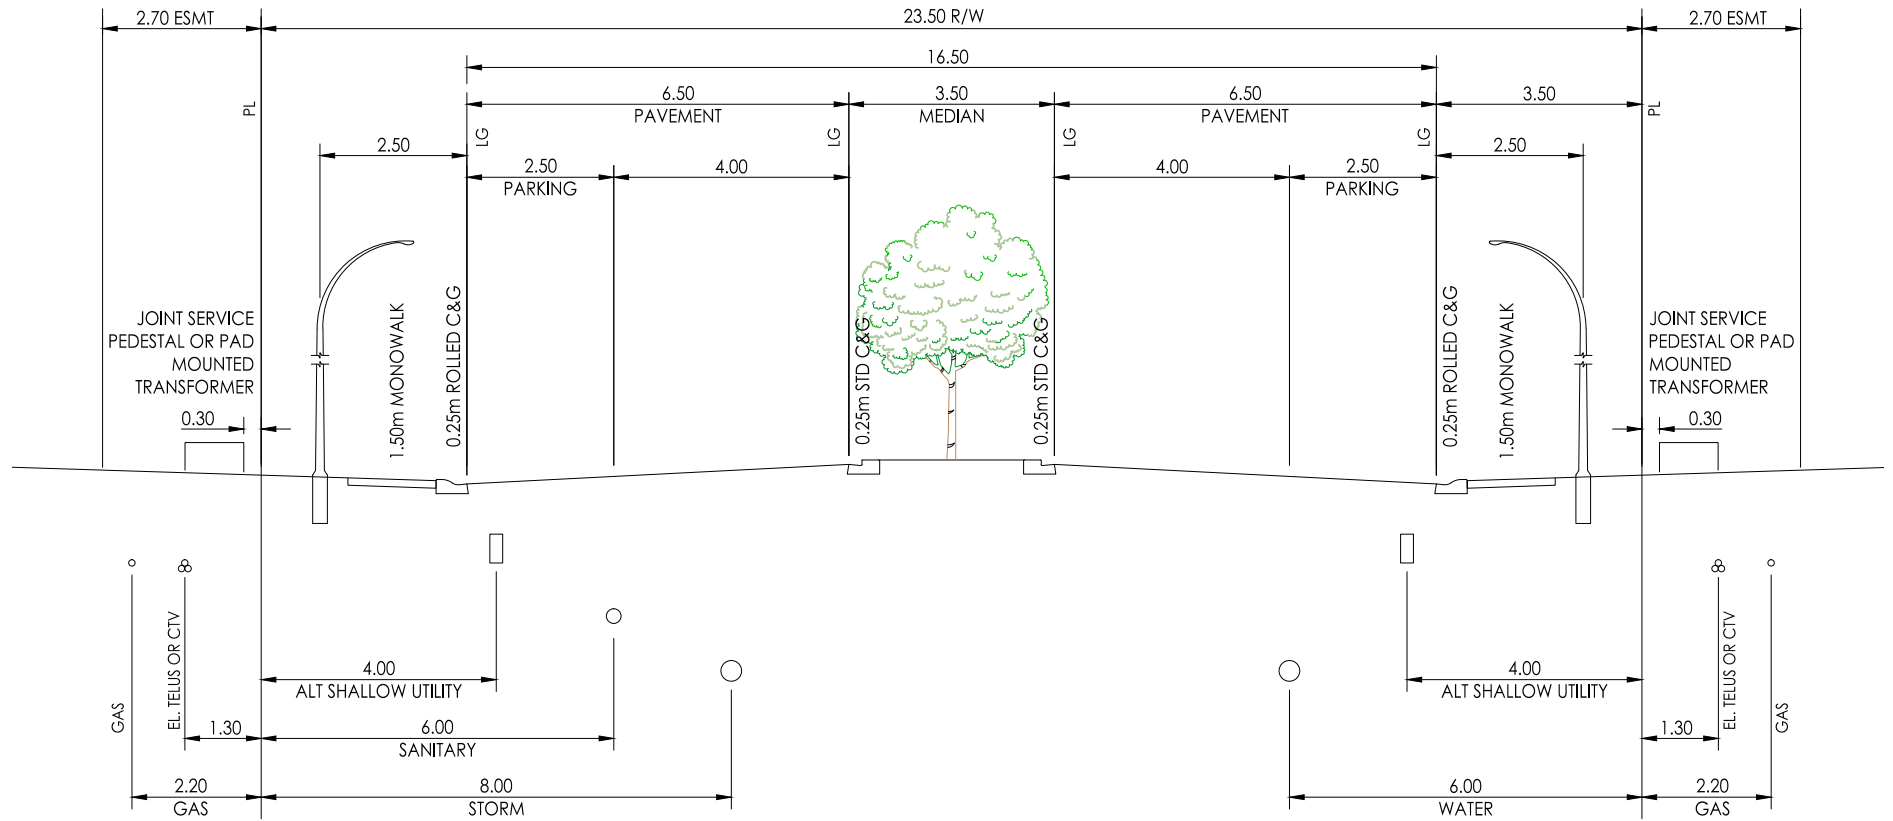 2.70 ESMT
23.50 R/W
2.70 ESMT
16.50
6.50
PAVEMENT
3.50
MEDIAN
6.50
PAVEMENT
3.50
PL
PL
LG
LG
LG
LG
2.50
2.50
PARKING
4.00
4.00
2.50
PARKING
2.50
JOINT SERVICE
PEDESTAL OR PAD
MOUNTED
TRANSFORMER
0.30
1.50m MONOWALK
0.25m ROLLED C&G
0.25m STD C&G
0.25m STD C&G
0.25m ROLLED C&G
1.50m MONOWALK
JOINT SERVICE
PEDESTAL OR PAD
MOUNTED
TRANSFORMER
0.30
GAS
EL. TELUS OR CTV
4.00
ALT SHALLOW UTILITY
4.00
ALT SHALLOW UTILITY
EL. TELUS OR CTV
GAS
1.30
6.00
SANITARY
1.30
2.20
GAS
8.00
STORM
6.00
WATER
2.20
GAS